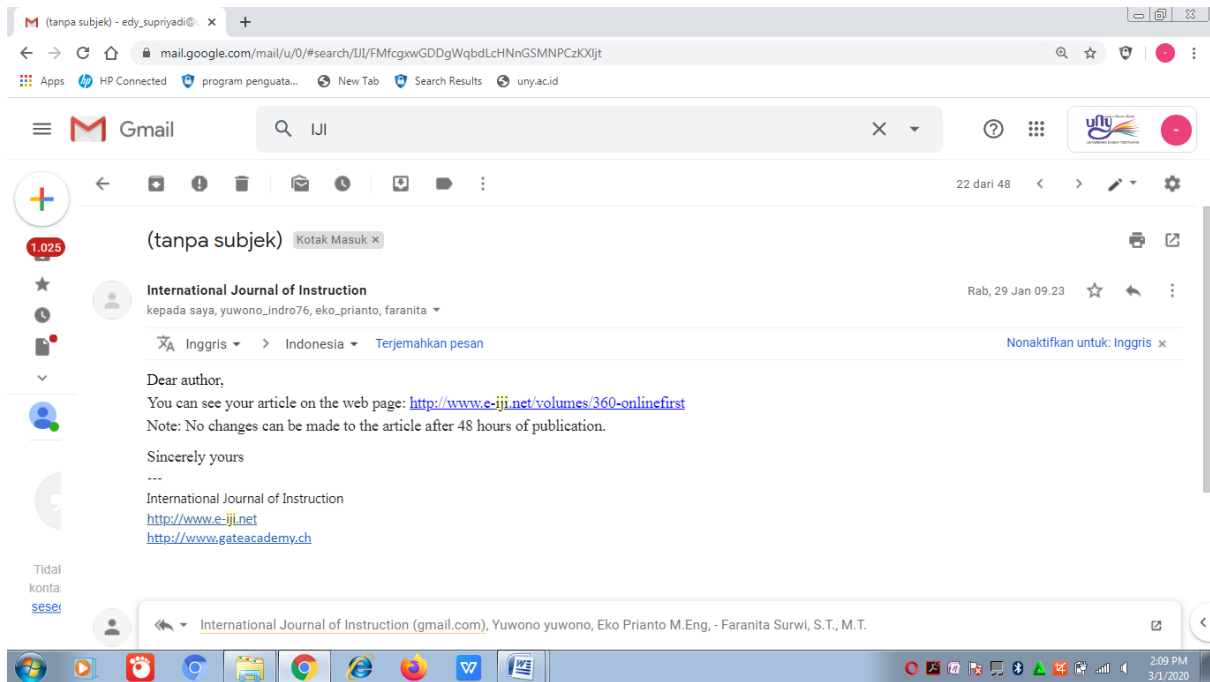 (tanpa subjek) - edy_supriyadi@
mail.google.com/mail/u/0/#search/IJI/FMfcgxwGDDgWqbdLcHNnGSMNPCzKXljt
Apps HP Connected program penguata... New Tab Search Results uny.ac.id
Gmail IJI uny
22 dari 48
1.025
(tanpa subjek) Kotak Masuk ×
International Journal of Instruction Rab, 29 Jan 09.23
kepada saya, yuwono_indro76, eko_prianto, faranita
Inggris > Indonesia Terjemahkan pesan Nonaktifkan untuk: Inggris ×
Dear author,
You can see your article on the web page: http://www.e-iji.net/volumes/360-onlinefirst
Note: No changes can be made to the article after 48 hours of publication.
Sincerely yours
---
International Journal of Instruction
http://www.e-iji.net
http://www.gateacademy.ch
Tidal
konta
seseo
International Journal of Instruction (gmail.com), Yuwono yuwono, Eko Prianto M.Eng, - Faranita Surwi, S.T., M.T.
2:09 PM
3/1/2020